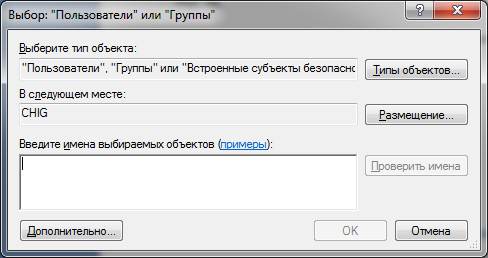 Выбор: "Пользователи" или "Группы"
Выберите тип объекта:
"Пользователи", "Группы" или "Встроенные субъекты безопасно
Типы объектов...
В следующем месте:
CHIG
Размещение...
Введите имена выбираемых объектов (примеры):
Проверить имена
Дополнительно...
OK
Отмена